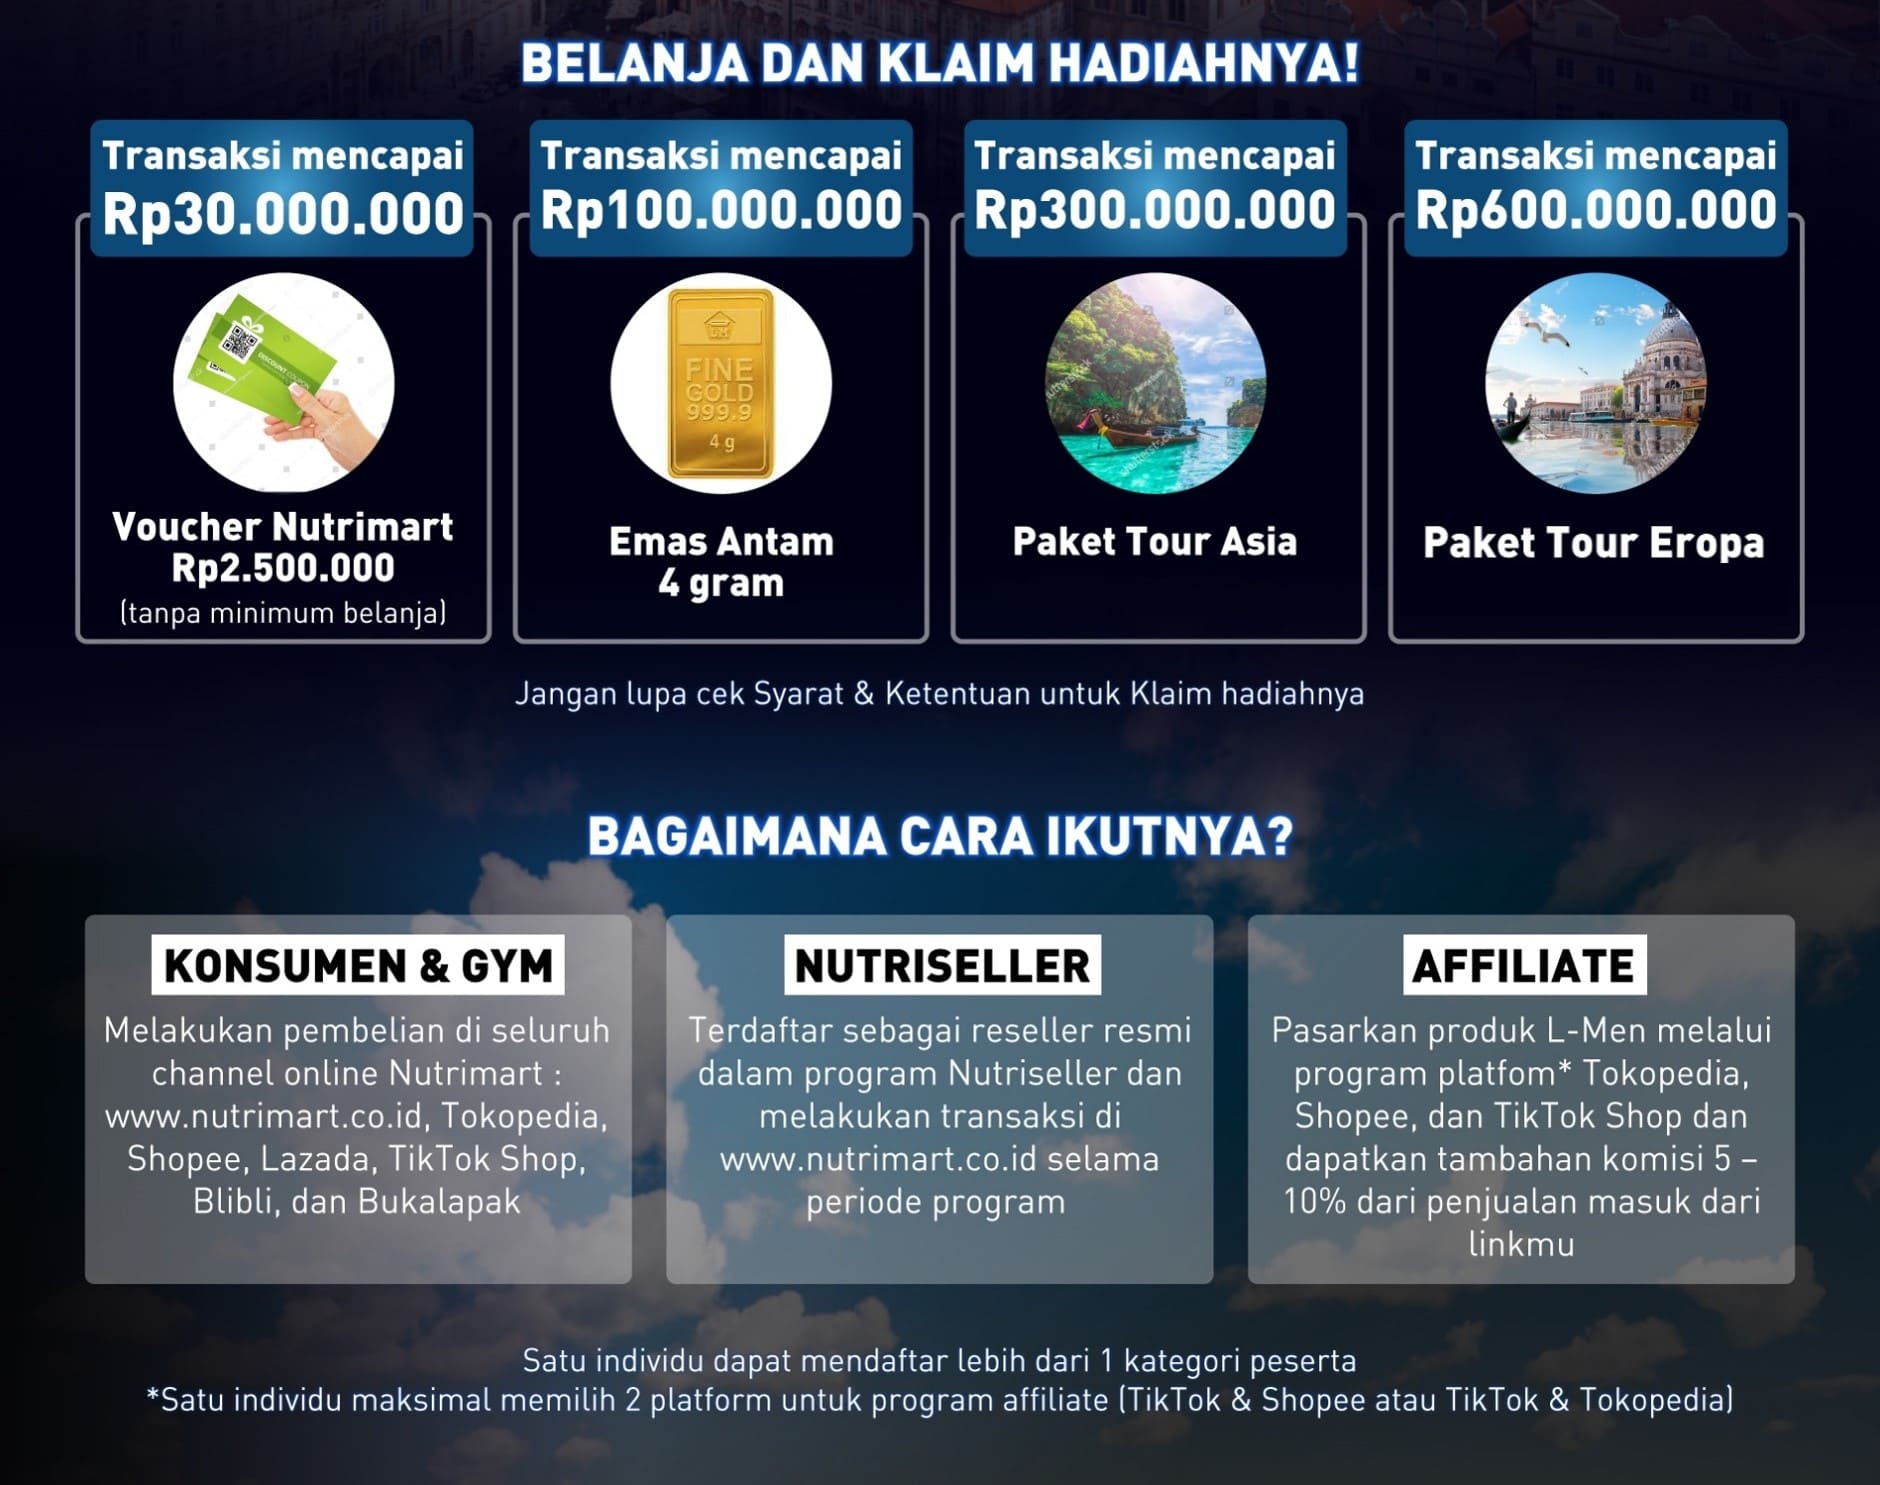 BELANJA DAN KLAIM HADIAHNYA!
Transaksi mencapai
Rp30.000.000
DISCOUNT COUPON
Voucher Nutrimart
Rp2.500.000
(tanpa minimum belanja)
Transaksi mencapai
Rp100.000.000
FINE
GOLD
999.9
4 g
Emas Antam
4 gram
Transaksi mencapai
Rp300.000.000
Paket Tour Asia
Transaksi mencapai
Rp600.000.000
Paket Tour Eropa
Jangan lupa cek Syarat & Ketentuan untuk Klaim hadiahnya
BAGAIMANA CARA IKUTNYA?
KONSUMEN & GYM
Melakukan pembelian di seluruh
channel online Nutrimart :
www.nutrimart.co.id, Tokopedia,
Shopee, Lazada, TikTok Shop,
Blibli, dan Bukalapak
NUTRISELLER
Terdaftar sebagai reseller resmi
dalam program Nutriseller dan
melakukan transaksi di
www.nutrimart.co.id selama
periode program
AFFILIATE
Pasarkan produk L-Men melalui
program platfom* Tokopedia,
Shopee, dan TikTok Shop dan
dapatkan tambahan komisi 5 –
10% dari penjualan masuk dari
linkmu
Satu individu dapat mendaftar lebih dari 1 kategori peserta
*Satu individu maksimal memilih 2 platform untuk program affiliate (TikTok & Shopee atau TikTok & Tokopedia)